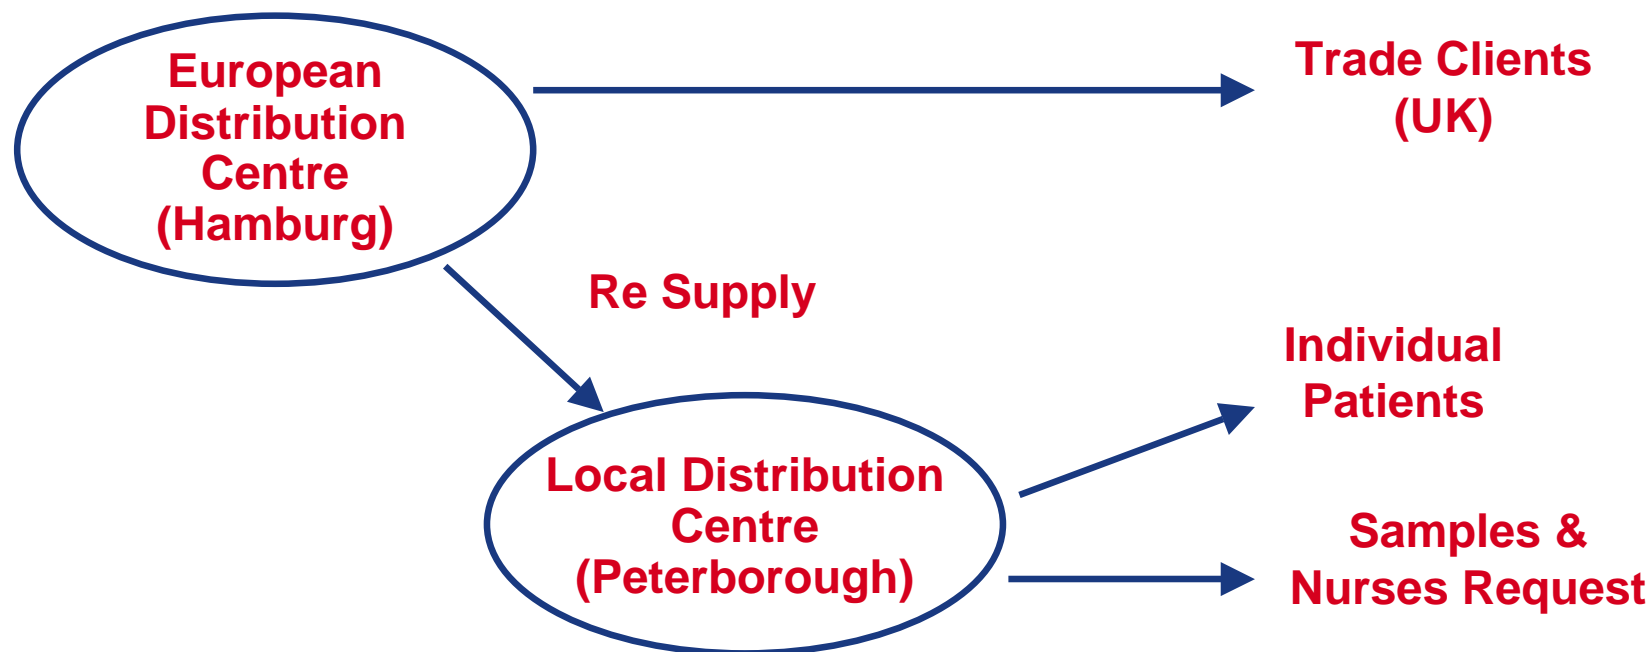 European
Distribution
Centre
(Hamburg)
Trade Clients
(UK)
Re Supply
Individual
Patients
Local Distribution
Centre
(Peterborough)
Samples &
Nurses Request